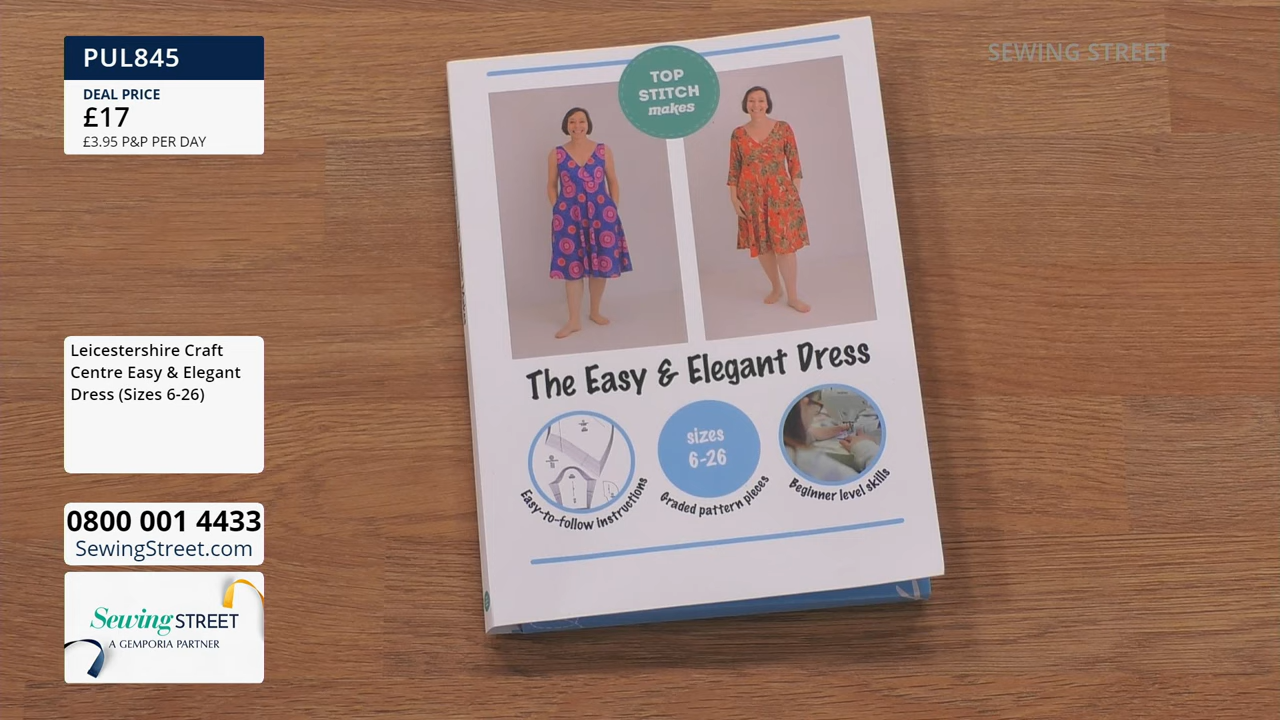 PUL845
DEAL PRICE
£17
£3.95 P&P PER DAY
Leicestershire Craft
Centre Easy & Elegant
Dress (Sizes 6-26)
0800 001 4433
SewingStreet.com
Sewing STREET
A GEMPORIA PARTNER
SEWING STREET
TOP
STITCH
makes
The Easy & Elegant Dress
sizes
6-26
Easy-to-follow instructions
Graded pattern pieces
Beginner level skills